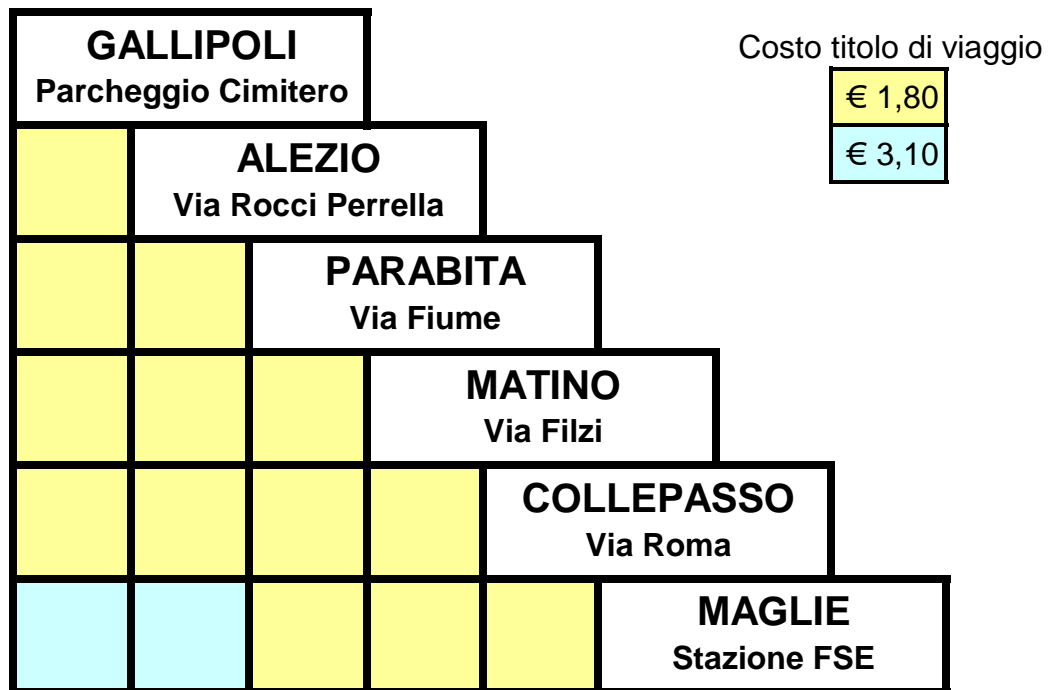 GALLIPOLI
Parcheggio Cimitero
Costo titolo di viaggio
€ 1,80
€ 3,10
ALEZIO
Via Rocci Perrella
PARABITA
Via Fiume
MATINO
Via Filzi
COLLEPASSO
Via Roma
MAGLIE
Stazione FSE